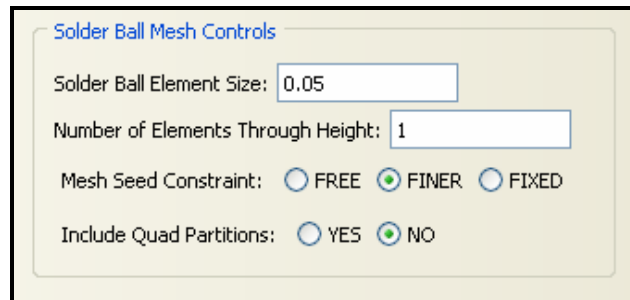 Solder Ball Mesh Controls
Solder Ball Element Size: 0.05
Number of Elements Through Height: 1
Mesh Seed Constraint: FREE FINER FIXED
Include Quad Partitions: YES NO